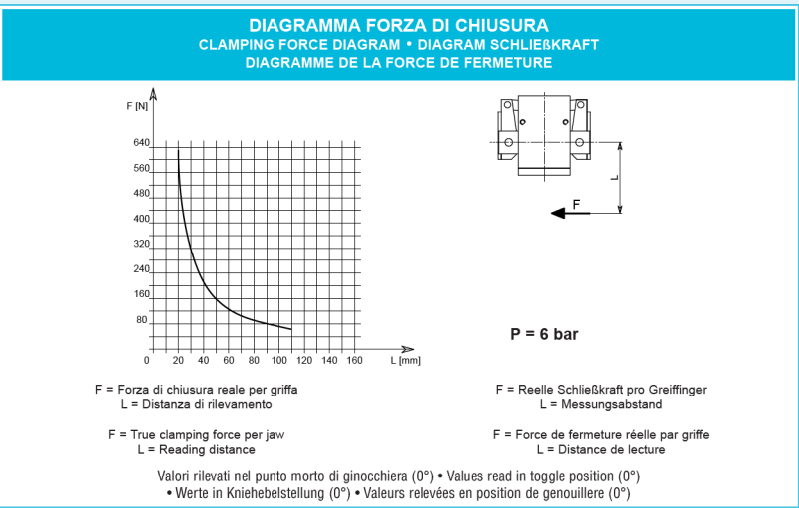 DIAGRAMMA FORZA DI CHIUSURA
CLAMPING FORCE DIAGRAM • DIAGRAM SCHLIEßKRAFT
DIAGRAMME DE LA FORCE DE FERMETURE
F [N]
640
560
480
400
320
240
160
80
0 20 40 60 80 100 120 140 160 L [mm]
L
F
P = 6 bar
F = Forza di chiusura reale per griffa
L = Distanza di rilevamento
F = True clamping force per jaw
L = Reading distance
F = Reelle Schließkraft pro Greiffinger
L = Messungsabstand
F = Force de fermeture réelle par griffe
L = Distance de lecture
Valori rilevati nel punto morto di ginocchiera (0°) • Values read in toggle position (0°)
• Werte in Kniehebelstellung (0°) • Valeurs relevées en position de genouillere (0°)